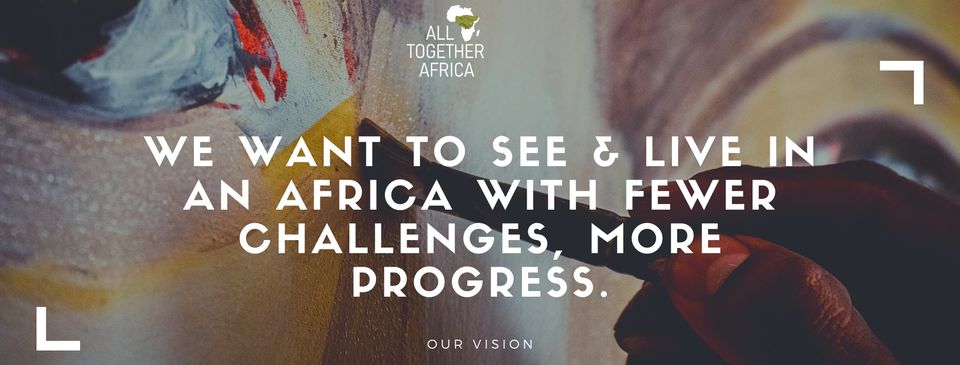 ALL
TOGETHER
AFRICA
WE WANT TO SEE & LIVE IN
AN AFRICA WITH FEWER
CHALLENGES, MORE
PROGRESS.
OUR VISION